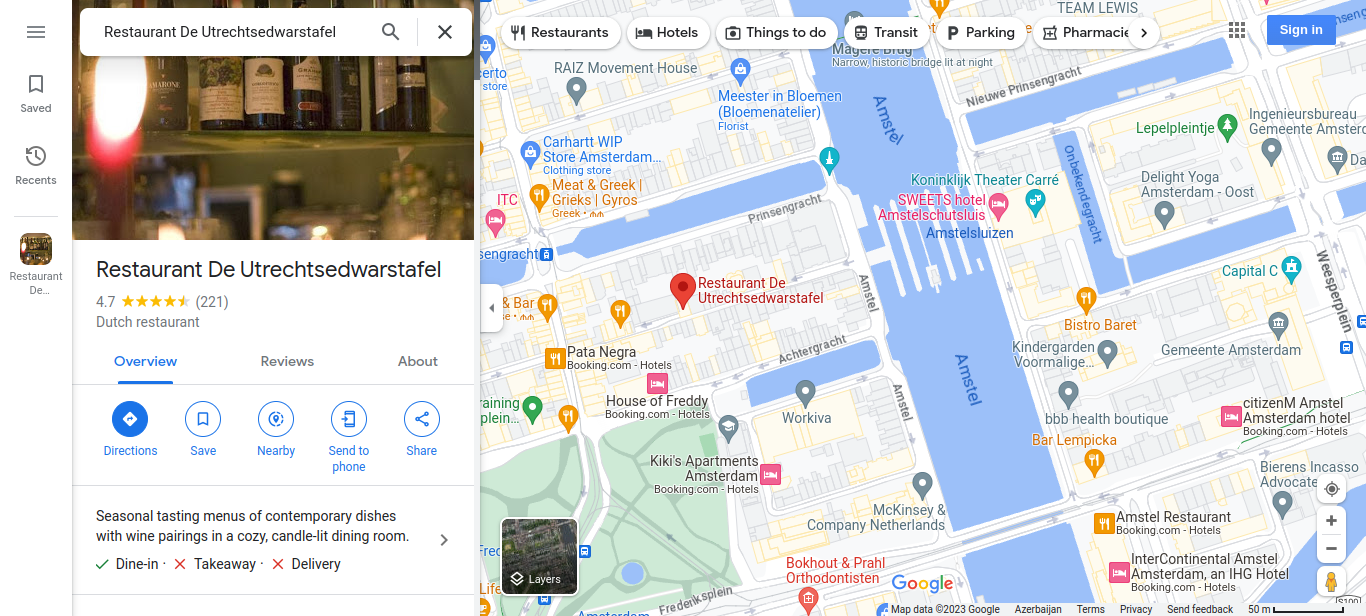 Restaurant De Utrechtsedwarstafel
Saved
Recents
Restaurant
De...
Restaurant De Utrechtsedwarstafel
4.7
(221)
Dutch restaurant
Overview
Reviews
About
Directions
Save
Nearby
Send to
phone
Share
Seasonal tasting menus of contemporary dishes
with wine pairings in a cozy, candle-lit dining room.
Dine-in ·
Takeaway ·
Delivery
Restaurants
Hotels
Things to do
Transit
Parking
Pharmacie
Sign in
TEAM LEWIS
Magere Brug
Narrow, historic bridge lit at night
RAIZ Movement House
Meester in Bloemen
(Bloemenatelier)
Florist
Carhartt WIP
Store Amsterdam...
Clothing store
Meat & Greek |
Grieks | Gyros
Greek •
ITC
Prinsengracht
Nieuwe Prinsengracht
Amstel
Lepelpleintje
Ingenieursbureau
Gemeente Amsterd
Onbekendegracht
Delight Yoga
Amsterdam - Oost
Koninklijk Theater Carré
SWEETS hotel
Amstelschutsluis
Amstelsluizen
Capital C
Weesperplein
Restaurant De
Utrechtsedwarstafel
Amstel
& Bar
Bistro Baret
Kindergarden
Voormalige...
Gemeente Amsterdam
Pata Negra
Booking.com - Hotels
Achtergracht
House of Freddy
Booking.com - Hotels
Workiva
Amstel
Amstel
bbb health boutique
citizenM Amstel
Amsterdam hotel
Booking.com - Hotels
Bar Lempicka
raining
plein...
Kiki's Apartments
Amsterdam
Booking.com - Hotels
McKinsey &
Company Netherlands
Bierens Incasso
Advocate
Amstel Restaurant
Booking.com - Hotels
InterContinental Amstel
Amsterdam, an IHG Hotel
Booking.com - Hotels
Bokhout & Prahl
Orthodontisten
Frederiksplein
Layers
Google
S100
Map data ©2023 Google
Azerbaijan
Terms
Privacy
Send feedback
50 m